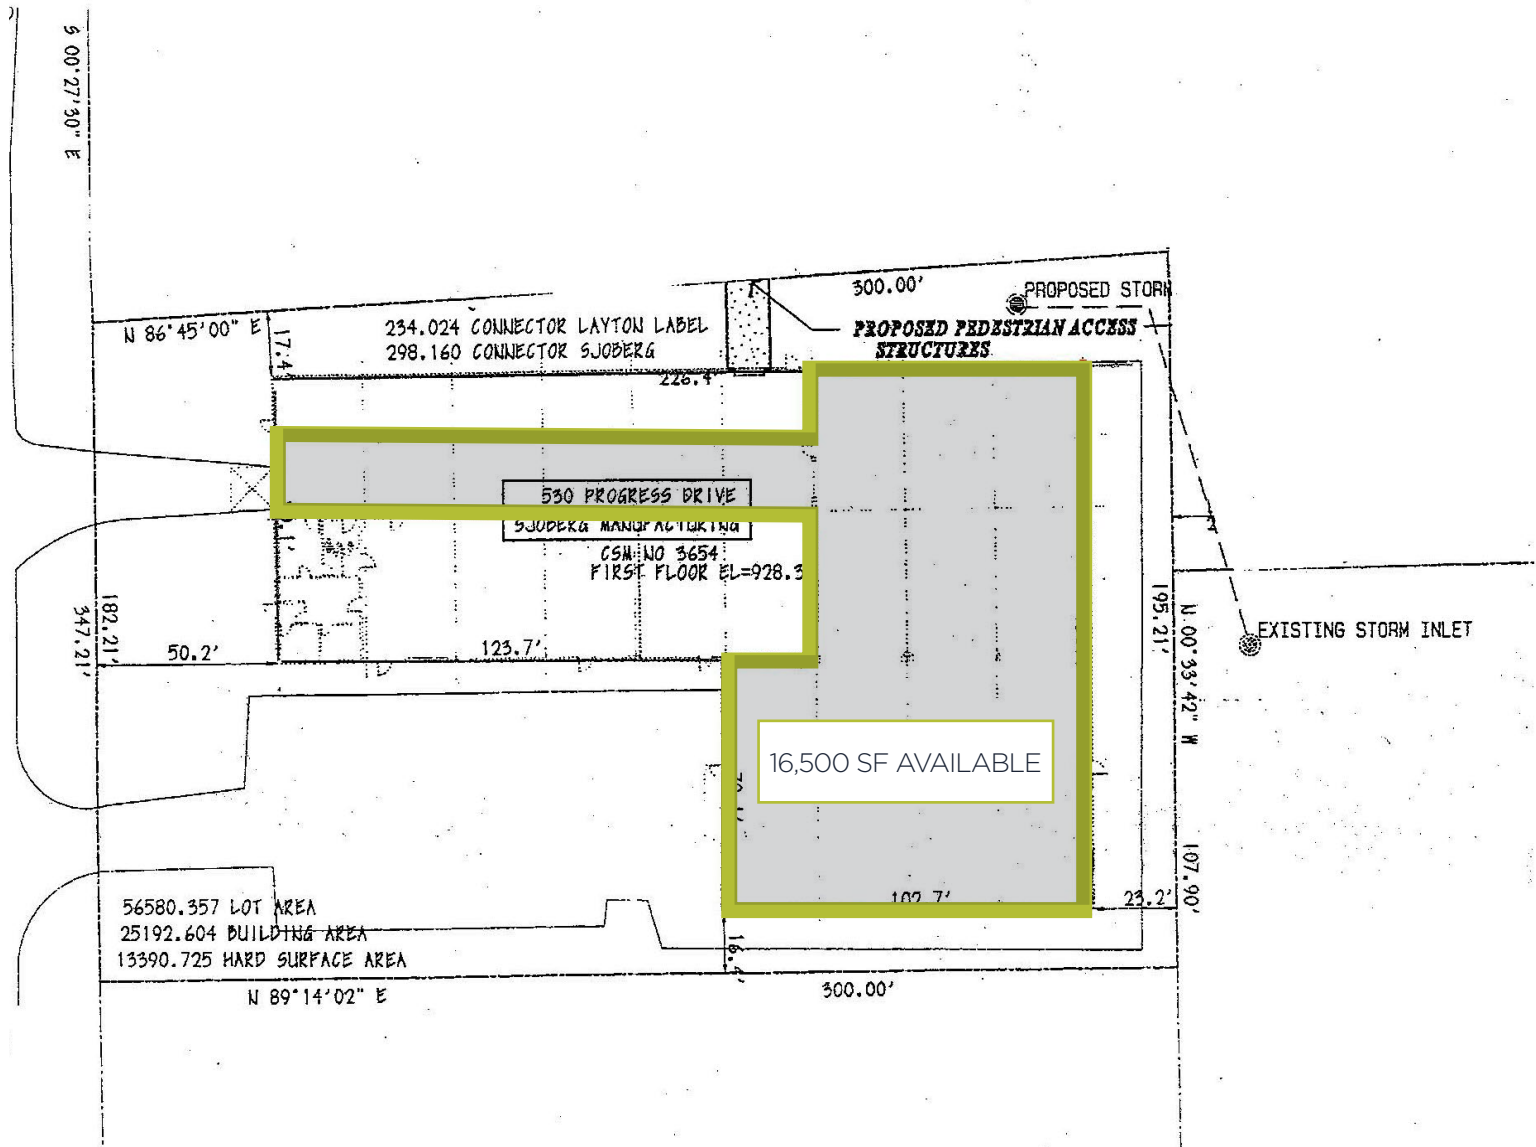 S 00°27'30" E
N 86°45'00" E
17.4'
234.024 CONNECTOR LAYTON LABEL
298.160 CONNECTOR SJOBERG
300.00'
PROPOSED STORM
PROPOSED PEDESTRIAN ACCESS
STRUCTURES
226.4'
530 PROGRESS DRIVE
SJOBERG MANUFACTURING
CSM NO 3654
FIRST FLOOR EL=928.3
182.21'
347.21'
50.2'
123.7'
195.21'
N 00°33'42" W
EXISTING STORM INLET
16,500 SF AVAILABLE
107.90'
102.7'
23.2'
56580.357 LOT AREA
25192.604 BUILDING AREA
13390.725 HARD SURFACE AREA
N 89°14'02" E
300.00'